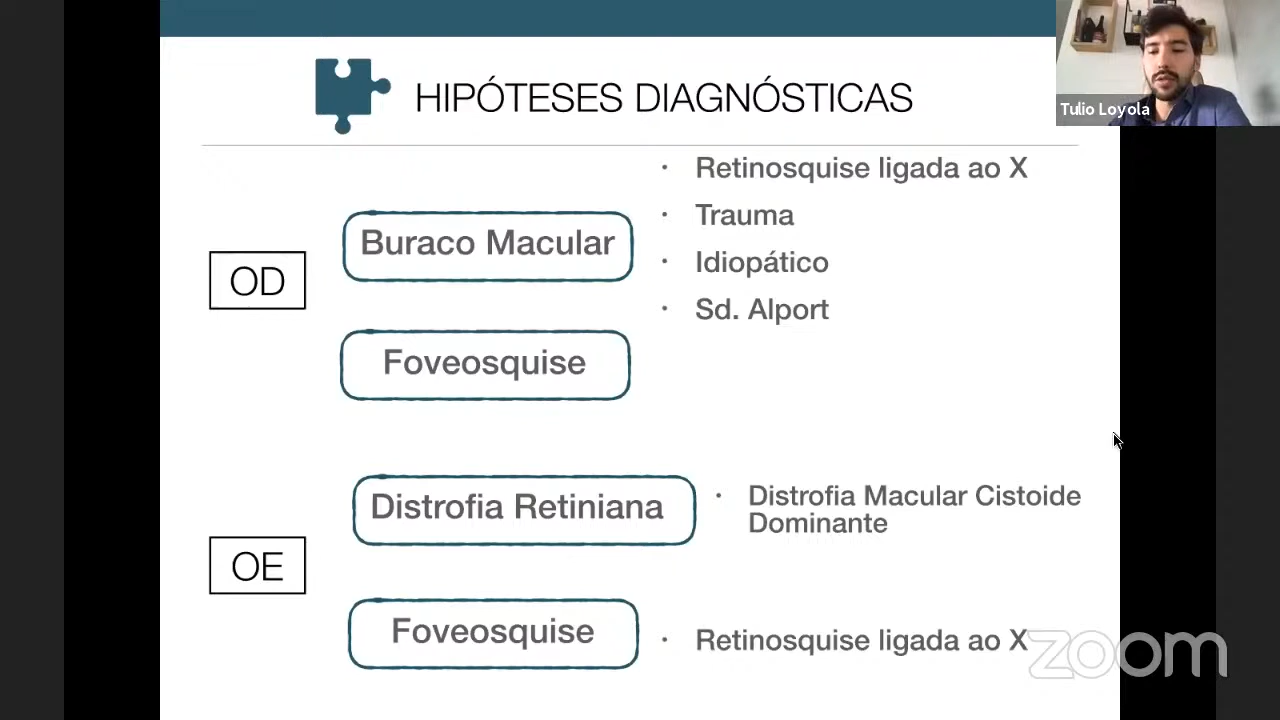 HIPÓTESES DIAGNÓSTICAS
Tulio Loyola
OD
Buraco Macular
• Retinosquise ligada ao X
• Trauma
• Idiopático
• Sd. Alport
Foveosquise
OE
Distrofia Retiniana
• Distrofia Macular Cistoide
Dominante
Foveosquise
• Retinosquise ligada ao X
zoom